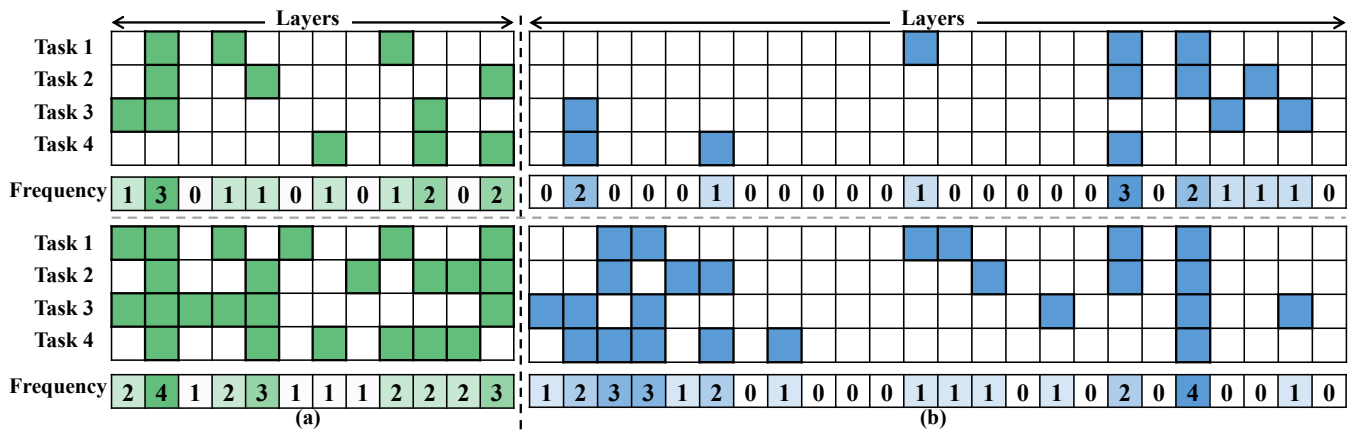 Layers Layers
Task 1
Task 2
Task 3
Task 4
Frequency 1 3 0 1 1 0 1 0 1 2 0 2 0 2 0 0 0 1 0 0 0 0 0 1 0 0 0 0 0 3 0 2 1 1 1 0
Task 1
Task 2
Task 3
Task 4
Frequency 2 4 1 2 3 1 1 1 2 2 2 3 1 2 3 3 1 2 0 1 0 0 0 1 1 1 0 1 0 2 0 4 0 0 1 0
(a) (b)